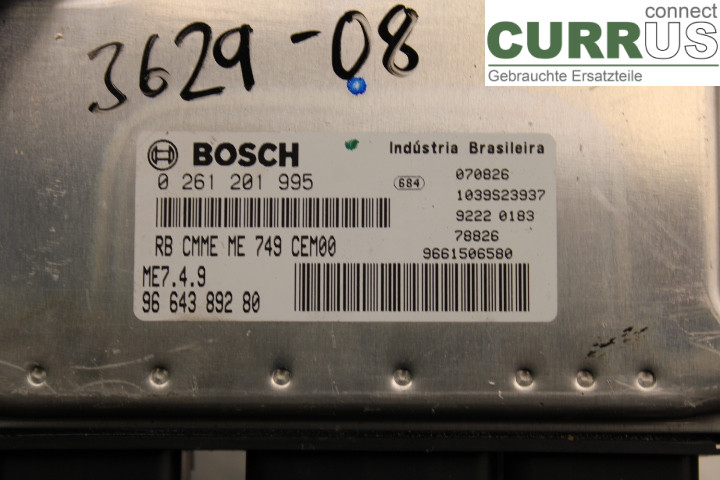 3629-08
connect
CURRUS
Gebrauchte Ersatzteile
BOSCH
Indústria Brasileira
0 261 201 995
684
070826
1039S23937
9222 0183
78826
9661506580
RB CMME ME 749 CEM00
ME7.4.9
96 643 892 80